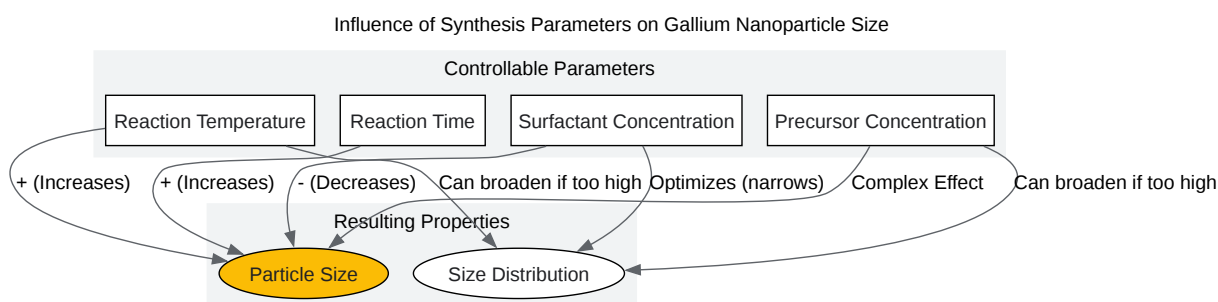 Influence of Synthesis Parameters on Gallium Nanoparticle Size
Controllable Parameters
Reaction Temperature
Reaction Time
Surfactant Concentration
Precursor Concentration
+ (Increases)
+ (Increases)
- (Decreases)
Can broaden if too high
Optimizes (narrows)
Complex Effect
Can broaden if too high
Resulting Properties
Particle Size
Size Distribution